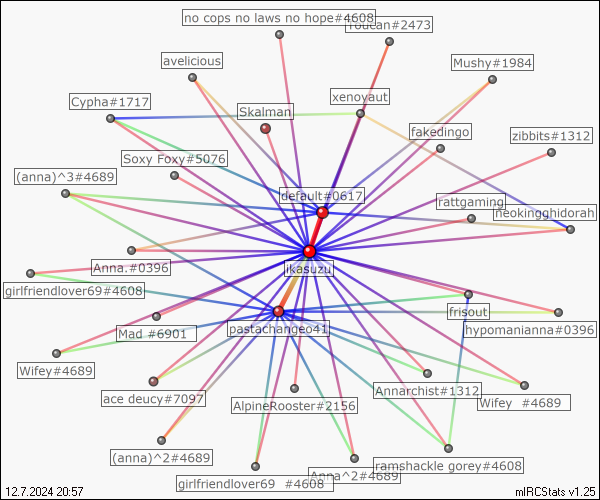 no cops no laws no hope#4608
Toucan#2473
avelicious
Mushy#1984
Cypha#1717
xenoyaut
Skalman
fakedingo
zibbits#1312
Soxy Foxy#5076
(anna)^3#4689
default#0617
rattgaming
neokingghidorah
Anna.#0396
ikasuzu
girlfriendlover69#4608
frisout
Mad #6901
pastachangeo41
hypomanianna#0396
Wifey#4689
Annarchist#1312
ace deucy#7097
AlpineRooster#2156
Wifey #4689
(anna)^2#4689
ramshackle gorey#4608
Anna^2#4689
girlfriendlover69 #4608
12.7.2024 20:57
mIRCStats v1.25